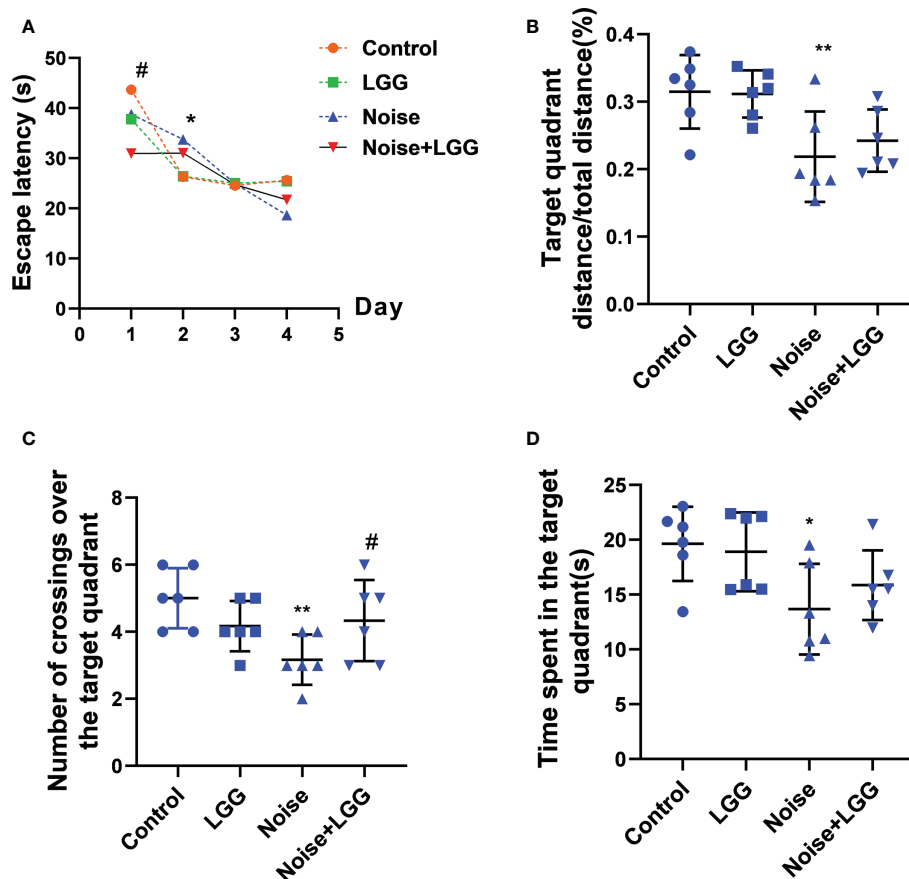 A
50
40
30
20
10
0
Escape latency (s)
#
*
0
1
2
3
4
5
Day
Control
LGG
Noise
Noise+LGG
B
0.4
0.3
0.2
0.1
0.0
Target quadrant
distance/total distance(%)
**
Control
LGG
Noise
Noise+LGG
C
8
6
4
2
0
Number of crossings over
the target quadrant
**
#
Control
LGG
Noise
Noise+LGG
D
25
20
15
10
5
0
Time spent in the target
quadrant(s)
*
Control
LGG
Noise
Noise+LGG